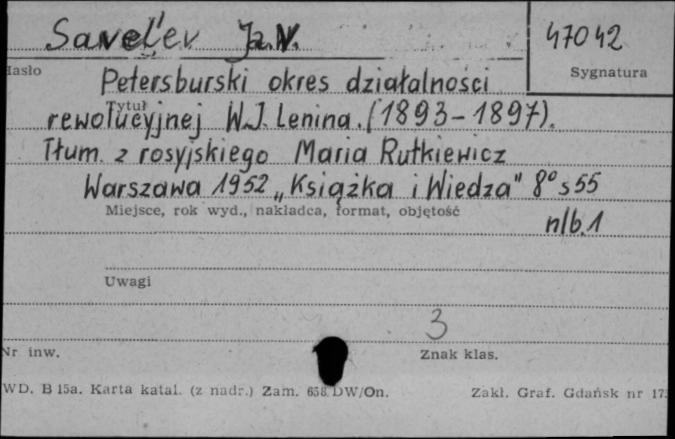 Savel'ev Ja.V. 47042
Hasło Sygnatura
Petersburski okres działalności
Tytuł
rewolucyjnej W.J. Lenina. (1893-1897).
Tłum. z rosyjskiego Maria Rutkiewicz
Warszawa 1952 „Książka i Wiedza" 8° s 55
Miejsce, rok wyd., nakładca, format, objętość
nlb. 1
Uwagi
3
Nr inw. Znak klas.
WD. B 15a. Karta katal. (z nadr.) Zam. 658 DW/On. Zakł. Graf. Gdańsk nr